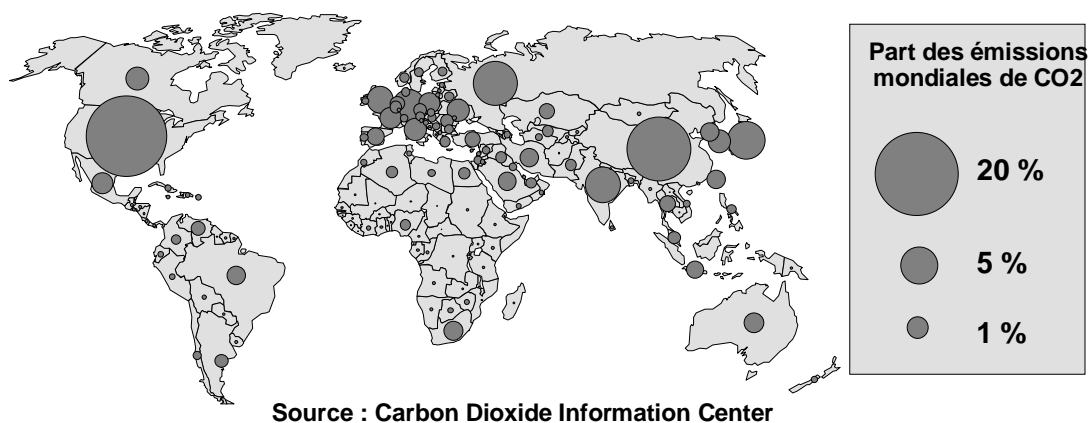 Part des émissions
mondiales de CO2
20 %
5 %
1 %
Source : Carbon Dioxide Information Center